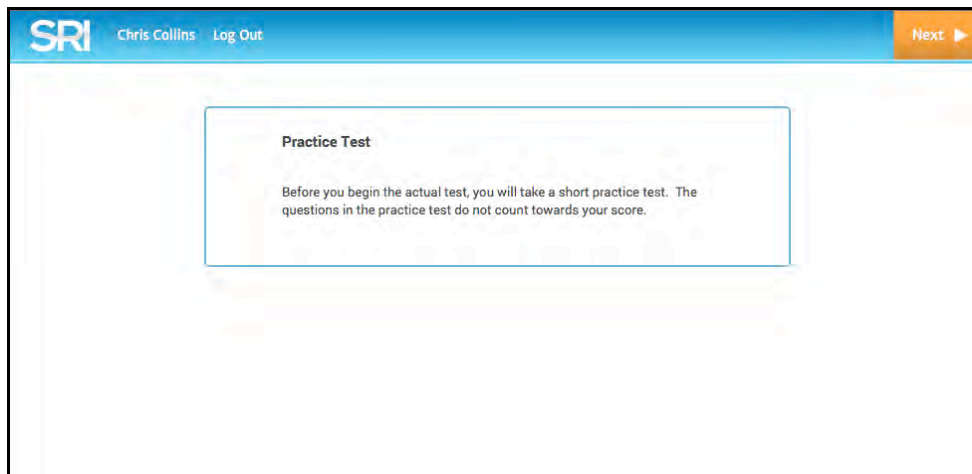 SRI Chris Collins Log Out Next
Practice Test
Before you begin the actual test, you will take a short practice test. The
questions in the practice test do not count towards your score.